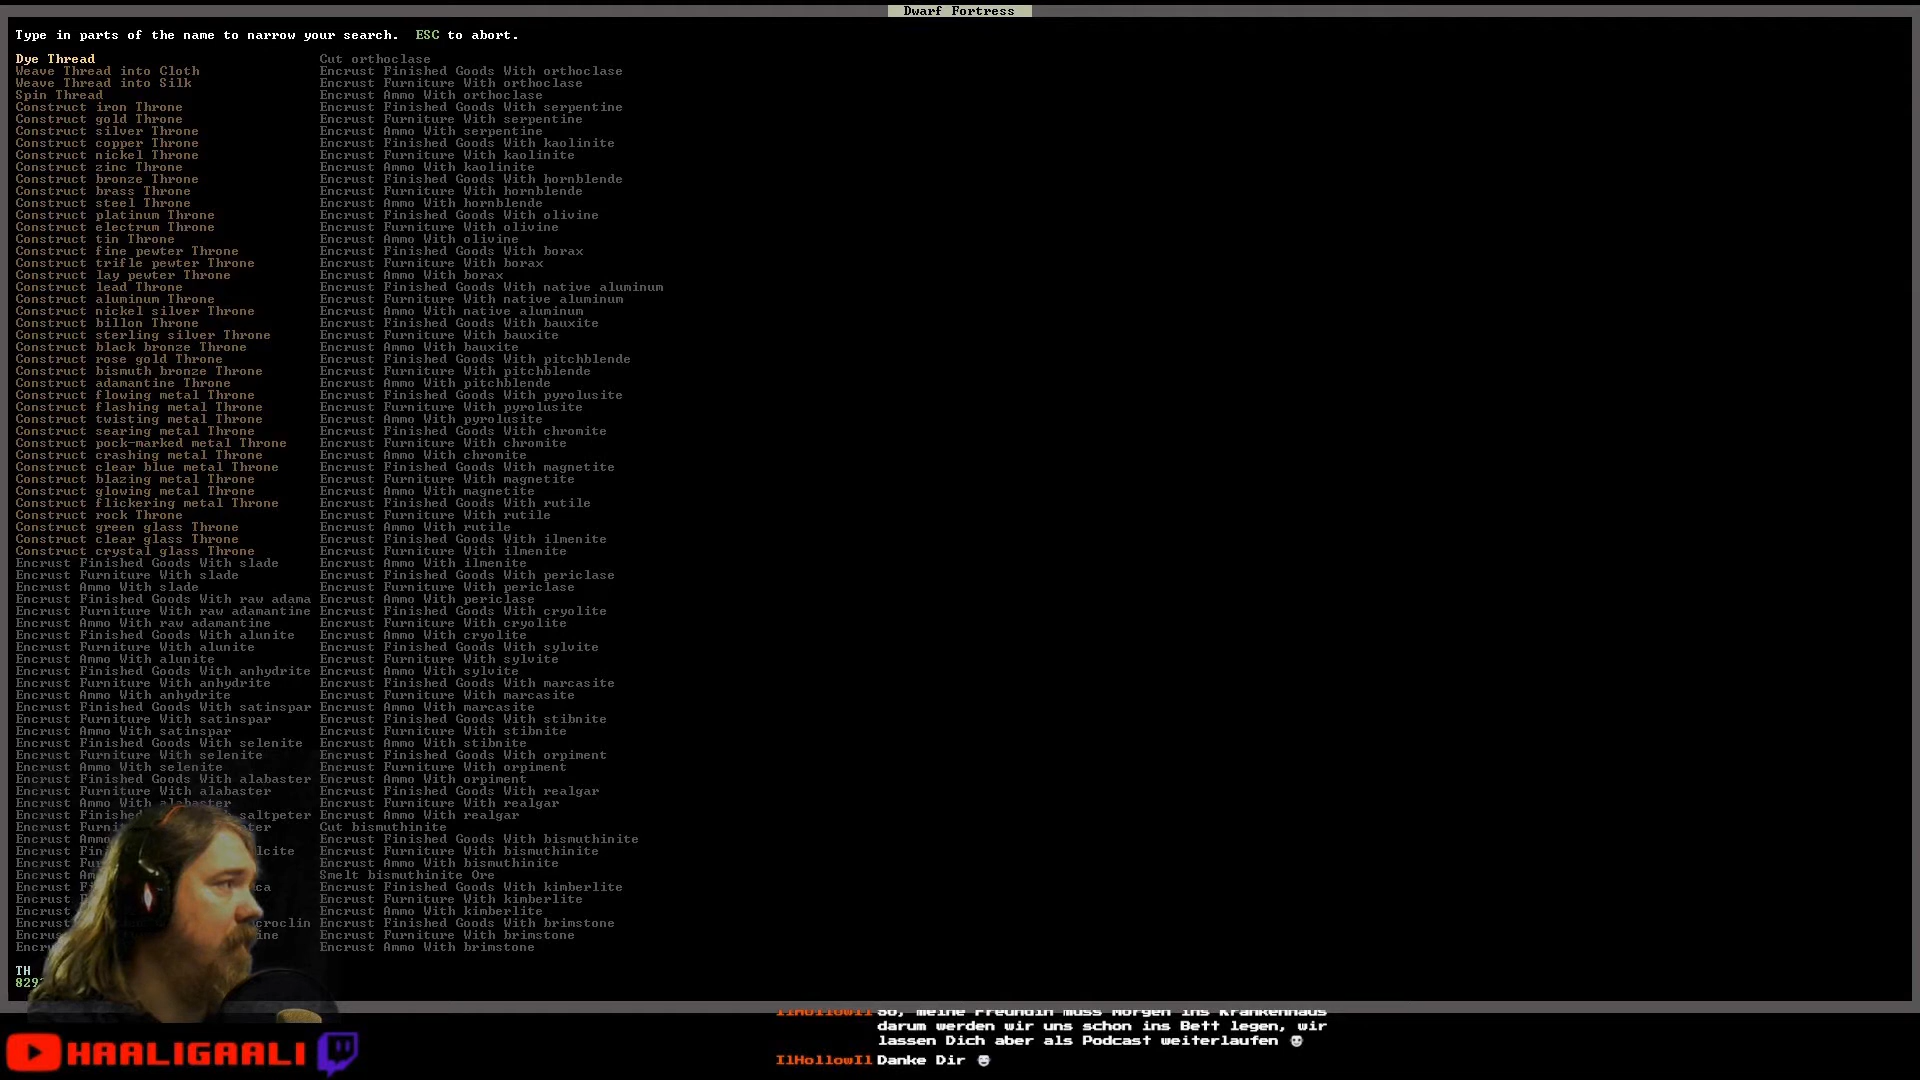 Dwarf Fortress
Type in parts of the name to narrow your search.  ESC to abort.
Dye Thread
Weave Thread into Cloth
Weave Thread into Silk
Spin Thread
Construct iron Throne
Construct gold Throne
Construct silver Throne
Construct copper Throne
Construct nickel Throne
Construct zinc Throne
Construct bronze Throne
Construct brass Throne
Construct steel Throne
Construct platinum Throne
Construct electrum Throne
Construct tin Throne
Construct fine pewter Throne
Construct trifle pewter Throne
Construct lay pewter Throne
Construct lead Throne
Construct aluminum Throne
Construct nickel silver Throne
Construct billon Throne
Construct sterling silver Throne
Construct black bronze Throne
Construct rose gold Throne
Construct bismuth bronze Throne
Construct adamantine Throne
Construct flowing metal Throne
Construct flashing metal Throne
Construct twisting metal Throne
Construct searing metal Throne
Construct pock-marked metal Throne
Construct crashing metal Throne
Construct clear blue metal Throne
Construct blazing metal Throne
Construct glowing metal Throne
Construct flickering metal Throne
Construct rock Throne
Construct green glass Throne
Construct clear glass Throne
Construct crystal glass Throne
Encrust Finished Goods With slade
Encrust Furniture With slade
Encrust Ammo With slade
Encrust Finished Goods With raw adama
Encrust Furniture With raw adamantine
Encrust Ammo With raw adamantine
Encrust Finished Goods With alunite
Encrust Furniture With alunite
Encrust Ammo With alunite
Encrust Finished Goods With anhydrite
Encrust Furniture With anhydrite
Encrust Ammo With anhydrite
Encrust Finished Goods With satinspar
Encrust Furniture With satinspar
Encrust Ammo With satinspar
Encrust Finished Goods With selenite
Encrust Furniture With selenite
Encrust Ammo With selenite
Encrust Finished Goods With alabaster
Encrust Furniture With alabaster
Encrust Ammo With alabaster
Encrust Finished saltpeter
Encrust
Encrust Ammo
Encrust
Encrust
Encrust
Encrust
Encrust
Encrust
Encrust
TH
Cut orthoclase
Encrust Finished Goods With orthoclase
Encrust Furniture With orthoclase
Encrust Ammo With orthoclase
Encrust Finished Goods With serpentine
Encrust Furniture With serpentine
Encrust Ammo With serpentine
Encrust Finished Goods With kaolinite
Encrust Furniture With kaolinite
Encrust Ammo With kaolinite
Encrust Finished Goods With hornblende
Encrust Furniture With hornblende
Encrust Ammo With hornblende
Encrust Finished Goods With olivine
Encrust Furniture With olivine
Encrust Ammo With olivine
Encrust Finished Goods With borax
Encrust Furniture With borax
Encrust Ammo With borax
Encrust Finished Goods With native aluminum
Encrust Furniture With native aluminum
Encrust Ammo With native aluminum
Encrust Finished Goods With bauxite
Encrust Furniture With bauxite
Encrust Ammo With bauxite
Encrust Finished Goods With pitchblende
Encrust Furniture With pitchblende
Encrust Ammo With pitchblende
Encrust Finished Goods With pyrolusite
Encrust Furniture With pyrolusite
Encrust Ammo With pyrolusite
Encrust Finished Goods With chromite
Encrust Furniture With chromite
Encrust Ammo With chromite
Encrust Finished Goods With magnetite
Encrust Furniture With magnetite
Encrust Ammo With magnetite
Encrust Finished Goods With rutile
Encrust Furniture With rutile
Encrust Ammo With rutile
Encrust Finished Goods With ilmenite
Encrust Furniture With ilmenite
Encrust Ammo With ilmenite
Encrust Finished Goods With periclase
Encrust Furniture With periclase
Encrust Ammo With periclase
Encrust Finished Goods With cryolite
Encrust Furniture With cryolite
Encrust Ammo With cryolite
Encrust Finished Goods With sylvite
Encrust Furniture With sylvite
Encrust Ammo With sylvite
Encrust Finished Goods With marcasite
Encrust Furniture With marcasite
Encrust Ammo With marcasite
Encrust Finished Goods With stibnite
Encrust Furniture With stibnite
Encrust Ammo With stibnite
Encrust Finished Goods With orpiment
Encrust Furniture With orpiment
Encrust Ammo With orpiment
Encrust Finished Goods With realgar
Encrust Furniture With realgar
Encrust Ammo With realgar
Cut bismuthinite
Encrust Finished Goods With bismuthinite
Encrust Furniture With bismuthinite
Encrust Ammo With bismuthinite
Smelt bismuthinite Ore
Encrust Finished Goods With kimberlite
Encrust Furniture With kimberlite
Encrust Ammo With kimberlite
Encrust Finished Goods With brimstone
Encrust Furniture With brimstone
Encrust Ammo With brimstone
HAALIGAALI
IlHollowIl So, meine Freundin muss Morgen ins Krankenhaus
darum werden wir uns schon ins Bett legen, wir
lassen Dich aber als Podcast weiterlaufen
IlHollowIl Danke Dir